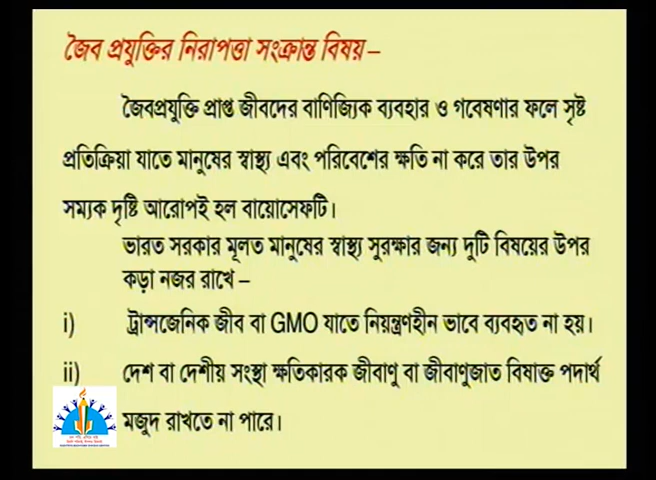 জৈব প্রযুক্তির নিরাপত্তা সংক্রান্ত বিষয় –
জৈবপ্রযুক্তি প্রাপ্ত জীবদের বাণিজ্যিক ব্যবহার ও গবেষণার ফলে সৃষ্ট
প্রতিক্রিয়া যাতে মানুষের স্বাস্থ্য এবং পরিবেশের ক্ষতি না করে তার উপর
সম্যক দৃষ্টি আরোপই হল বায়োসেফটি।
ভারত সরকার মূলত মানুষের স্বাস্থ্য সুরক্ষার জন্য দুটি বিষয়ের উপর
কড়া নজর রাখে –
i) ট্রান্সজেনিক জীব বা GMO যাতে নিয়ন্ত্রণহীন ভাবে ব্যবহৃত না হয়।
ii) দেশ বা দেশীয় সংস্থা ক্ষতিকারক জীবাণু বা জীবাণুজাত বিষাক্ত পদার্থ
মজুদ রাখতে না পারে।